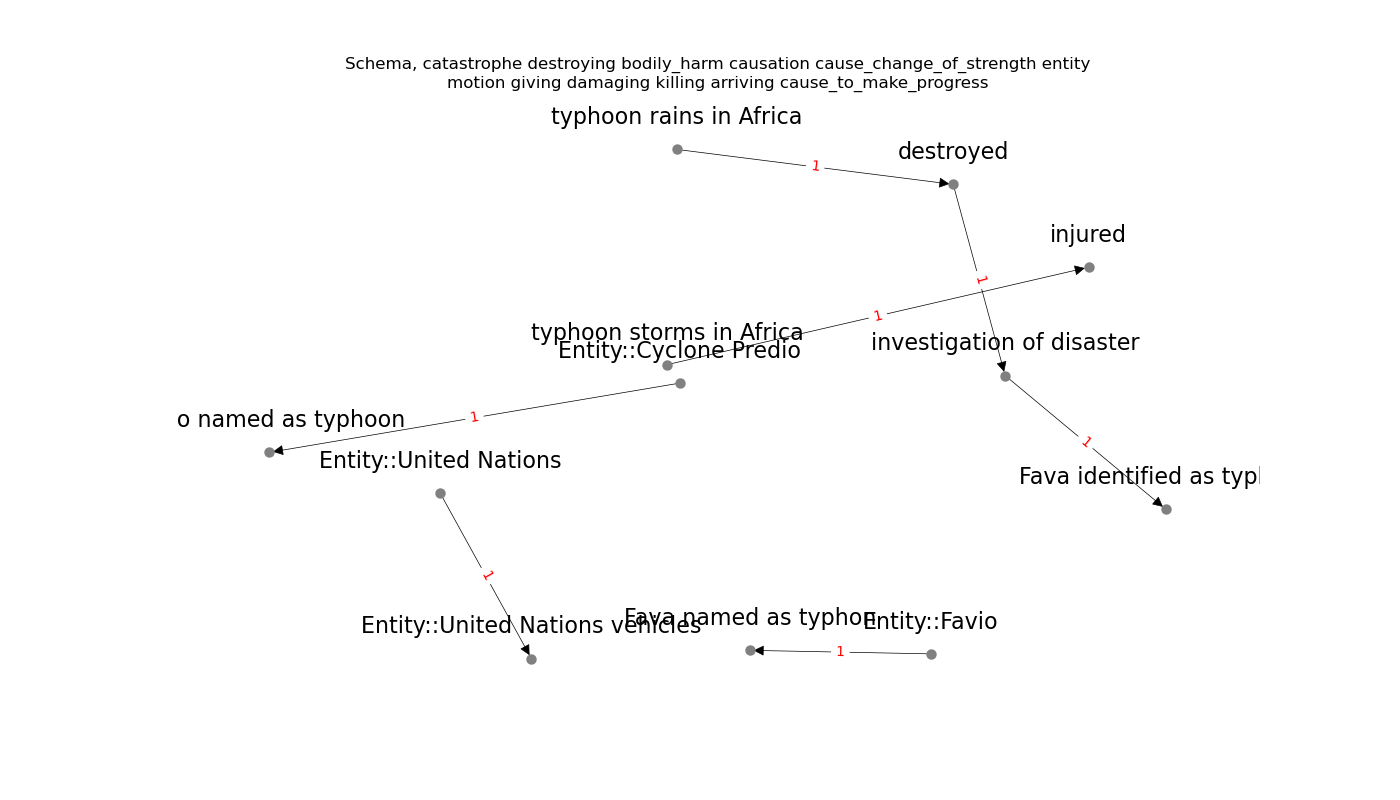 Schema, catastrophe destroying bodily_harm causation cause_change_of_strength entity
motion giving damaging killing arriving cause_to_make_progress
typhoon rains in Africa
destroyed
1
injured
1
1
typhoon storms in Africa
investigation of disaster
Entity::Cyclone Predio
o named as typhoon
1
1
Entity::United Nations
Fava identified as
1
Fava named as typhon
Entity::Favio
Entity::United Nations vehicles
1